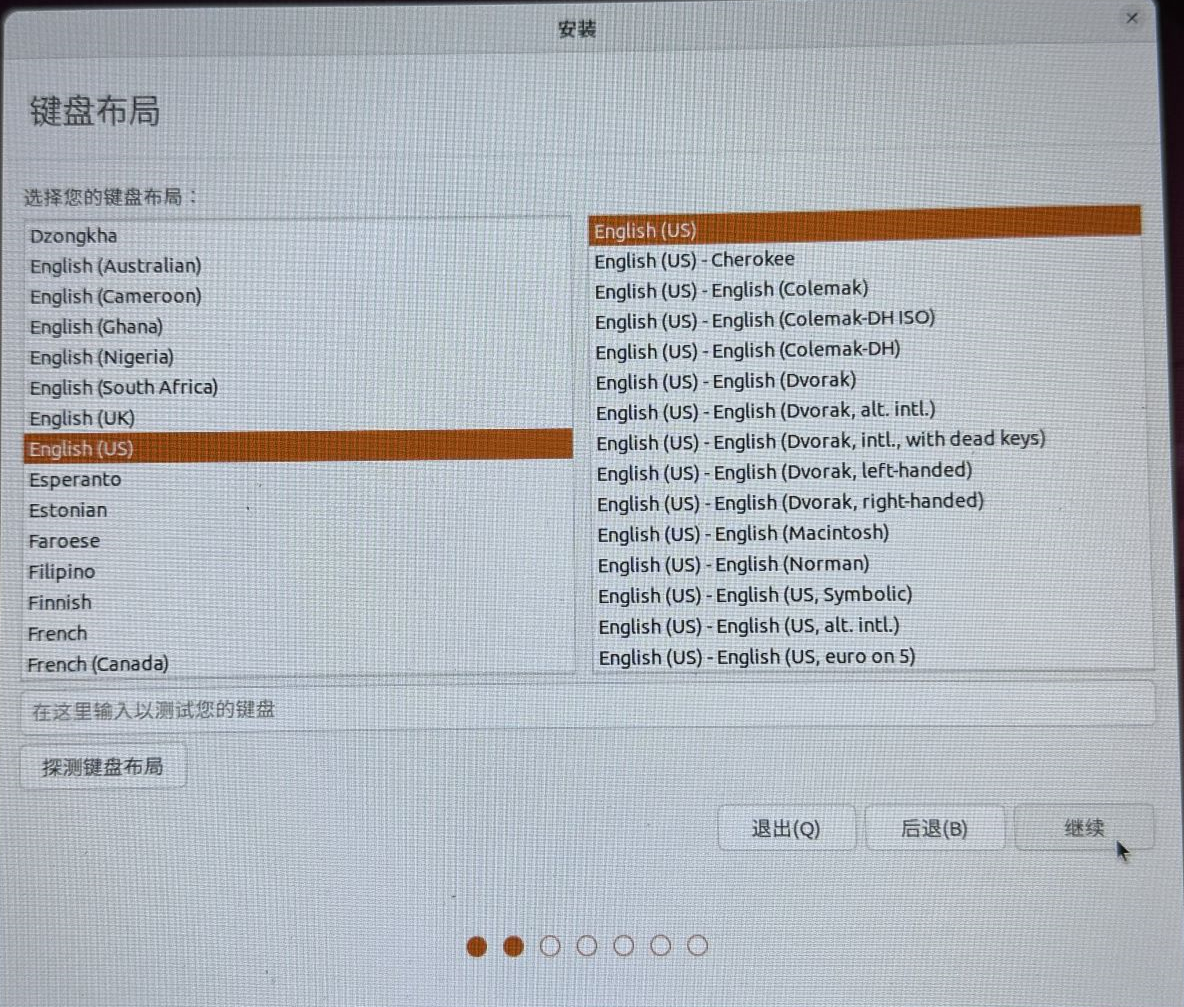 安装
键盘布局
选择您的键盘布局：
Dzongkha
English (Australian)
English (Cameroon)
English (Ghana)
English (Nigeria)
English (South Africa)
English (UK)
English (US)
Esperanto
Estonian
Faroese
Filipino
Finnish
French
French (Canada)
English (US)
English (US) - Cherokee
English (US) - English (Colemak)
English (US) - English (Colemak-DH ISO)
English (US) - English (Colemak-DH)
English (US) - English (Dvorak)
English (US) - English (Dvorak, alt. intl.)
English (US) - English (Dvorak, intl., with dead keys)
English (US) - English (Dvorak, left-handed)
English (US) - English (Dvorak, right-handed)
English (US) - English (Macintosh)
English (US) - English (Norman)
English (US) - English (US, Symbolic)
English (US) - English (US, alt. intl.)
English (US) - English (US, euro on 5)
在这里输入以测试您的键盘
探测键盘布局
退出(Q) 后退(B) 继续